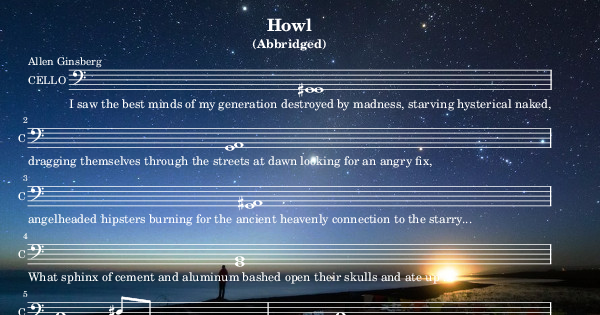 Howl
(Abbridged)
Allen Ginsberg
CELLO
I saw the best minds of my generation destroyed by madness, starving hysterical naked,
2
C
dragging themselves through the streets at dawn looking for an angry fix,
3
C
angelheaded hipsters burning for the ancient heavenly connection to the starry...
4
C
What sphinx of cement and aluminum bashed open their skulls and ate up
5
C